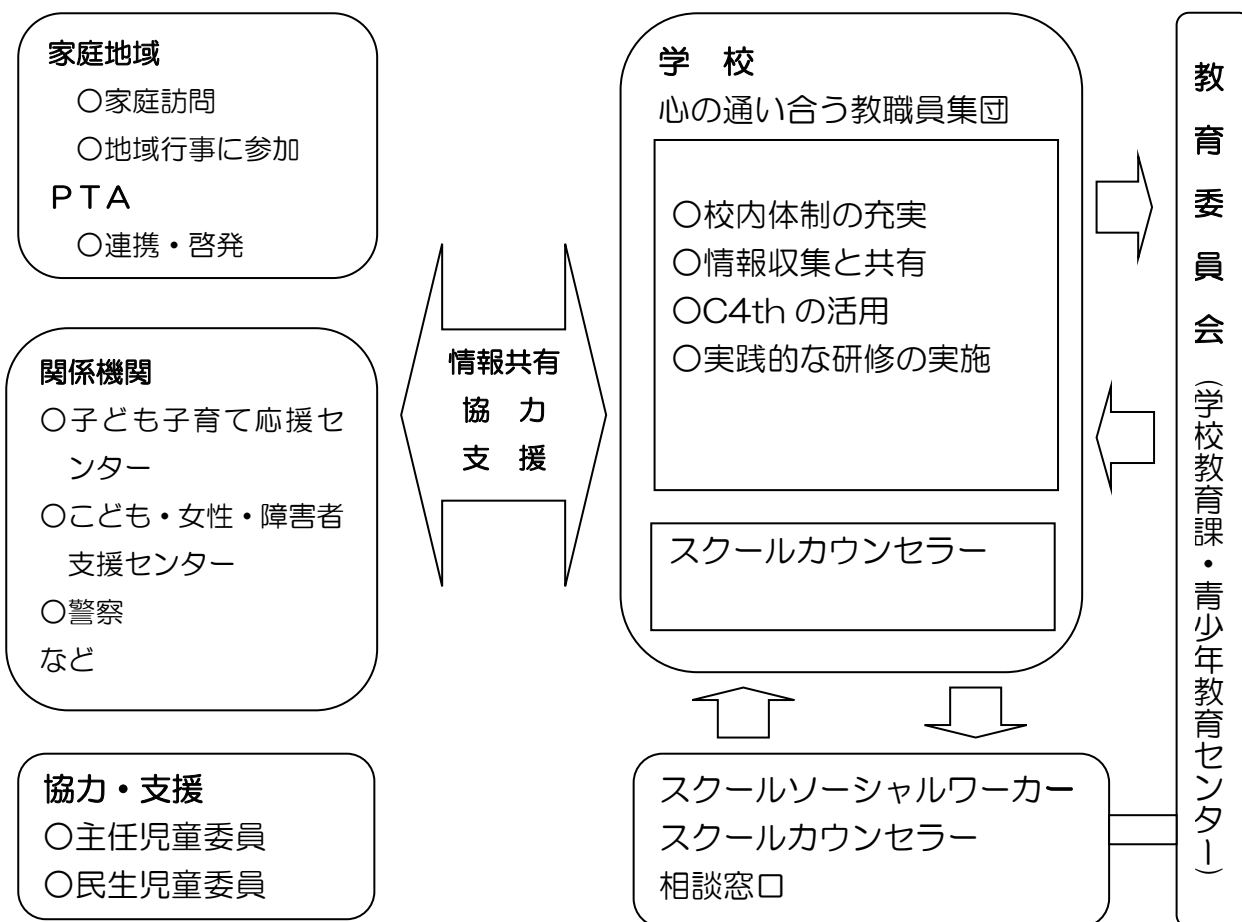 家庭地域
○家庭訪問
○地域行事に参加
ＰＴＡ
○連携・啓発
関係機関
○子ども子育て応援セ
ンター
○こども・女性・障害者
支援センター
○警察
など
協力・支援
○主任児童委員
○民生児童委員
情報共有
協　力
支　援
学　校
心の通い合う教職員集団
○校内体制の充実
○情報収集と共有
○C4th の活用
○実践的な研修の実施
スクールカウンセラー
スクールソーシャルワーカー
スクールカウンセラー
相談窓口
教育委員会（学校教育課・青少年教育センター）